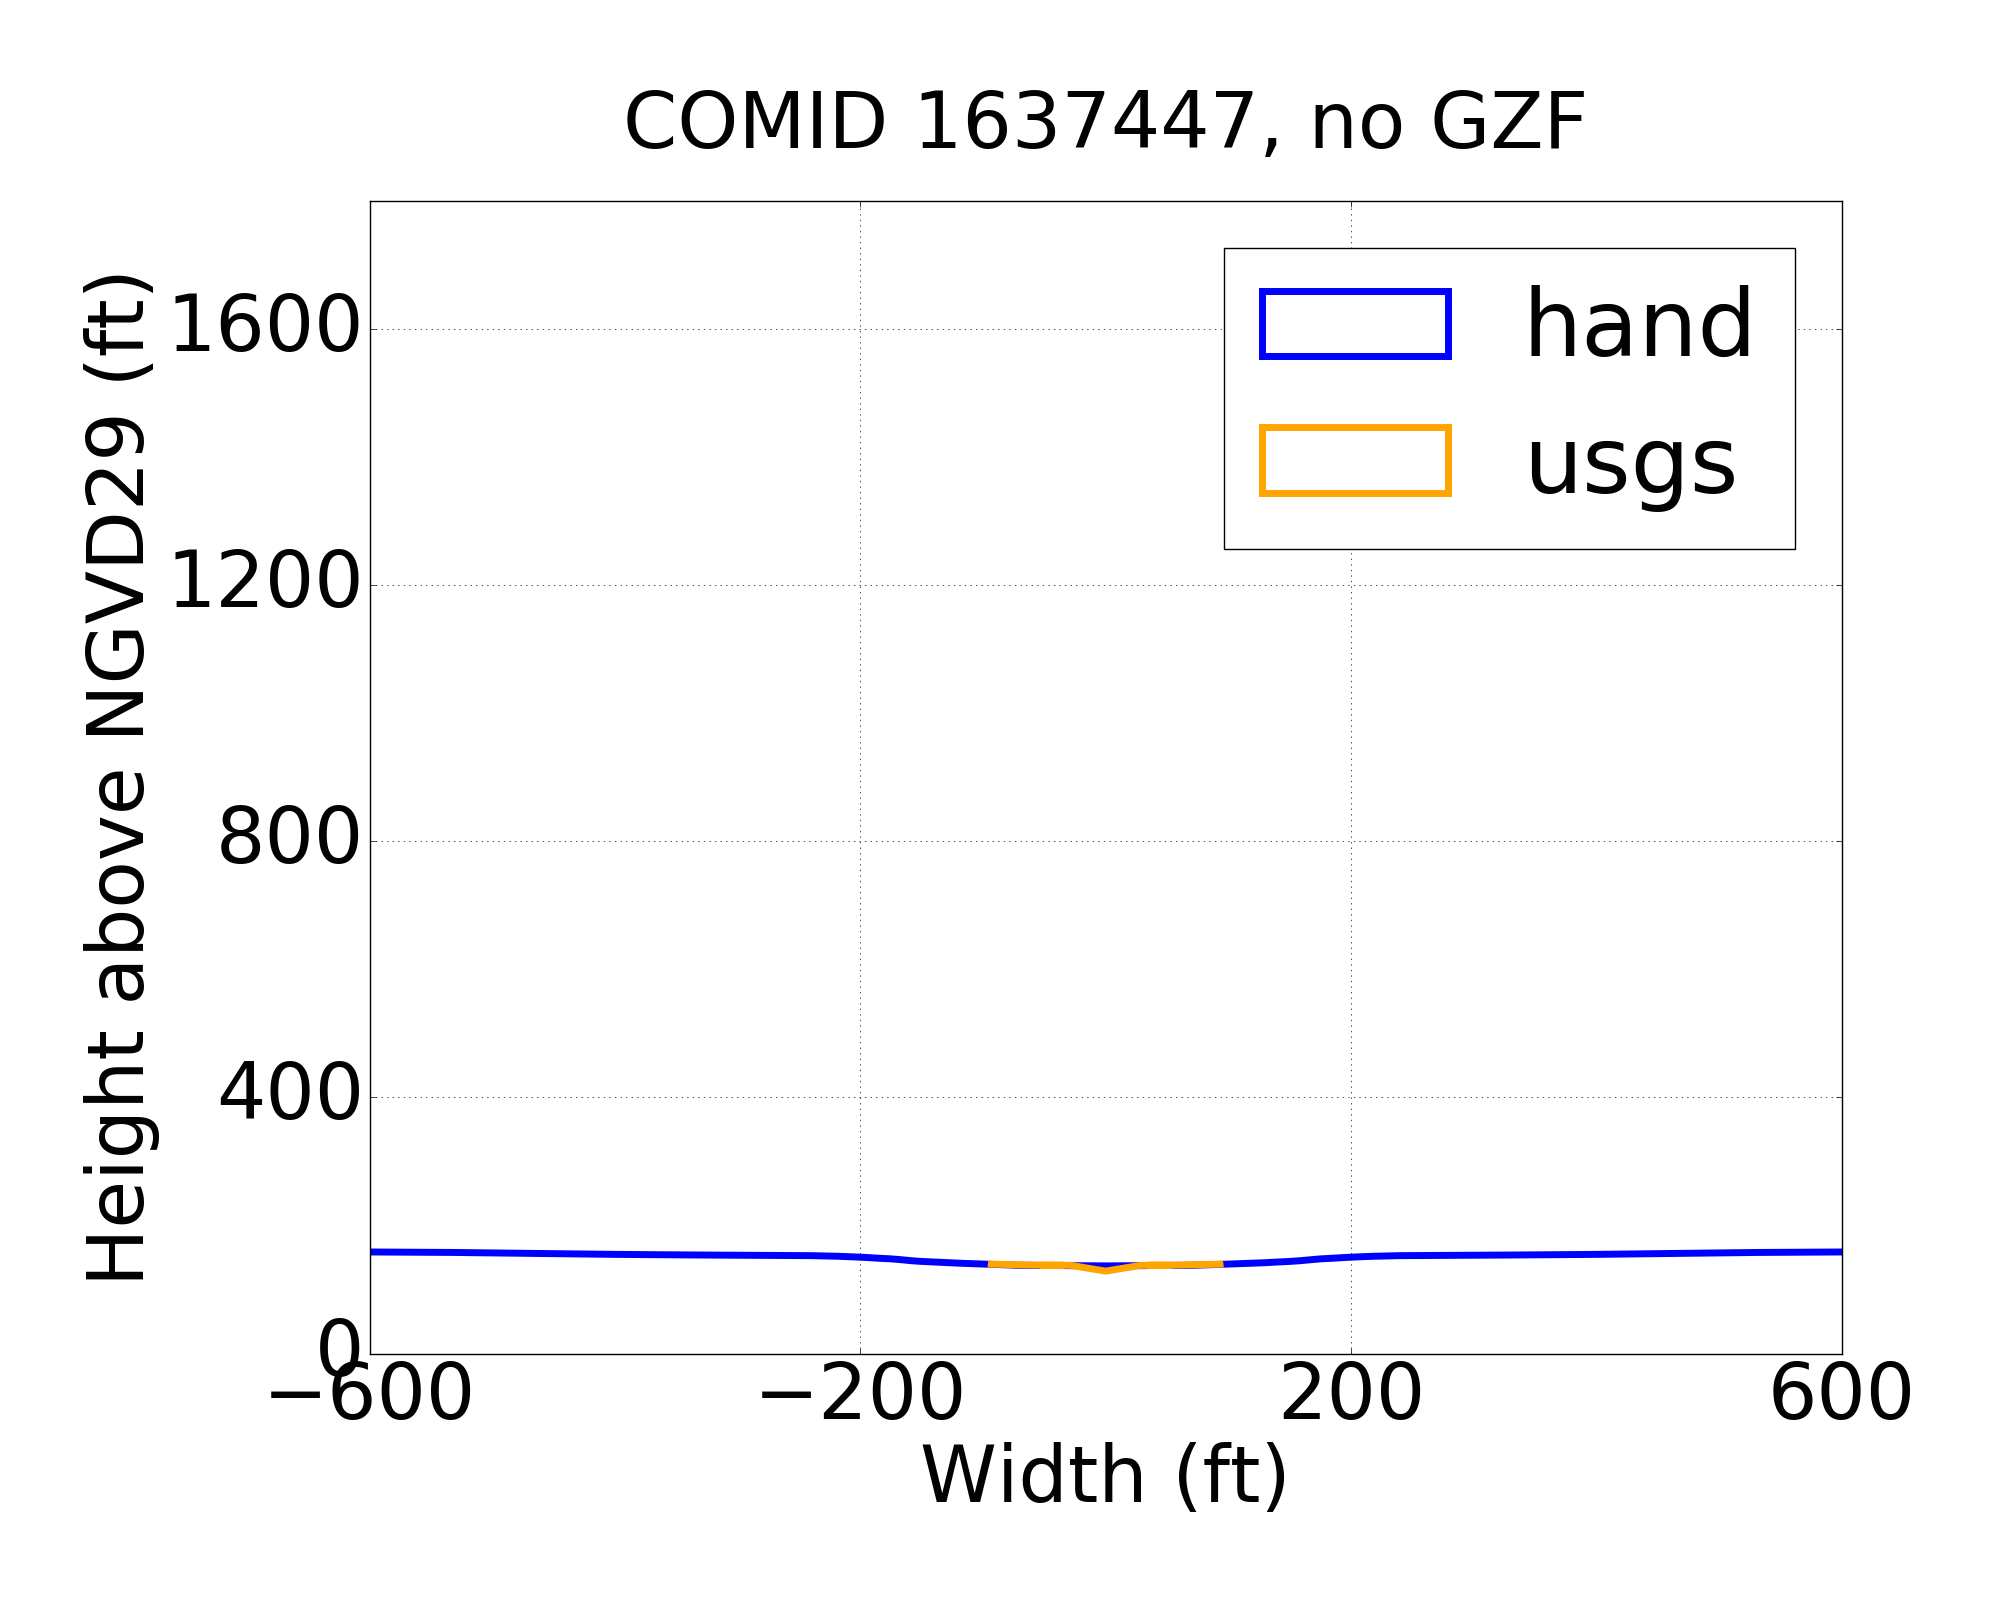 COMID 1637447, no GZF
Height above NGVD29 (ft)
1600
1200
800
400
0
hand
usgs
−600
−200
200
600
Width (ft)